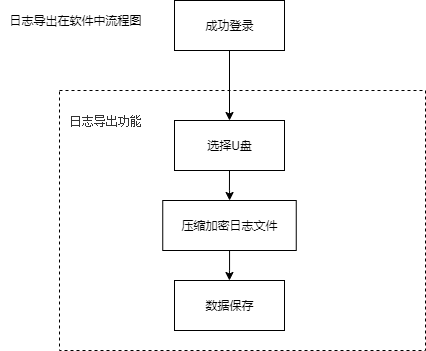 日志导出在软件中流程图
成功登录
日志导出功能
选择U盘
压缩加密日志文件
数据保存